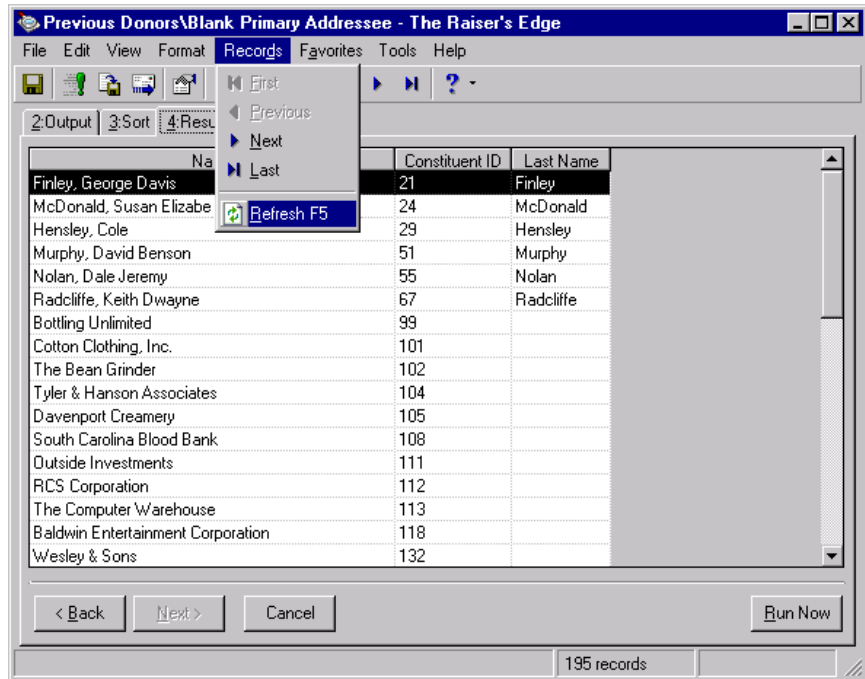 Previous Donors\Blank Primary Addressee - The Raiser's Edge
File Edit View Format Records Favorites Tools Help
First
Previous
Next
Last
Refresh F5
2:Output 3:Sort 4:Resu
Na Constituent ID Last Name
Finley, George Davis 21 Finley
McDonald, Susan Elizabe 24 McDonald
Hensley, Cole 29 Hensley
Murphy, David Benson 51 Murphy
Nolan, Dale Jeremy 55 Nolan
Radcliffe, Keith Dwayne 67 Radcliffe
Bottling Unlimited 99
Cotton Clothing, Inc. 101
The Bean Grinder 102
Tyler & Hanson Associates 104
Davenport Creamery 105
South Carolina Blood Bank 108
Outside Investments 111
RCS Corporation 112
The Computer Warehouse 113
Baldwin Entertainment Corporation 118
Wesley & Sons 132
< Back Next > Cancel Run Now
195 records